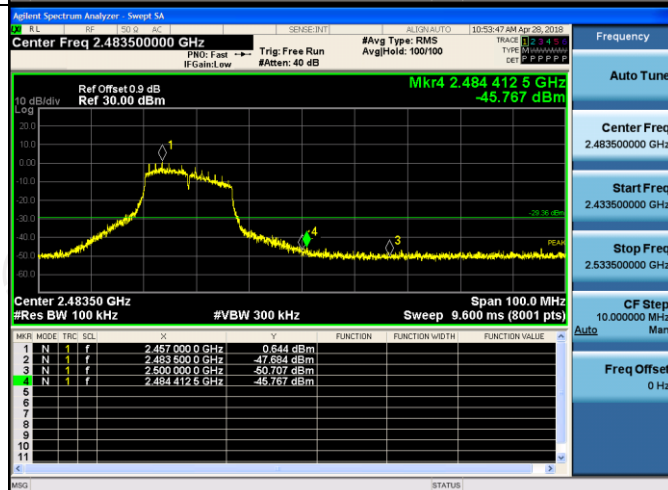 Agilent Spectrum Analyzer - Swept SA
RL RF 50 Ω AC SENSE:INT ALIGNAUTO 10:53:47 AM Apr 28, 2018
Center Freq 2.483500000 GHz
PNO: Fast
IFGain:Low
Trig: Free Run
#Atten: 40 dB
#Avg Type: RMS
Avg|Hold: 100/100
TRACE 1 2 3 4 5 6
TYPE M
DET P P P P P P
Frequency
Mkr4 2.484 412 5 GHz
-45.767 dBm
Ref Offset 0.9 dB
Ref 30.00 dBm
10 dB/div
Log
20.0
10.0
0.00
-10.0
-20.0
-30.0
-40.0
-50.0
-60.0
1
4
3
-29.36 dBm
PEAK
Center 2.48350 GHz
Span 100.0 MHz
#Res BW 100 kHz
#VBW 300 kHz
Sweep 9.600 ms (8001 pts)
MKR MODE TRC SCL X Y FUNCTION FUNCTION WIDTH FUNCTION VALUE
1 N 1 f 2.457 000 0 GHz 0.644 dBm
2 N 1 f 2.483 500 0 GHz -47.684 dBm
3 N 1 f 2.500 000 0 GHz -50.707 dBm
4 N 1 f 2.484 412 5 GHz -45.767 dBm
5
6
7
8
9
10
11
Auto Tune
Center Freq
2.483500000 GHz
Start Freq
2.433500000 GHz
Stop Freq
2.533500000 GHz
CF Step
10.000000 MHz
Auto Man
Freq Offset
0 Hz
MSG STATUS